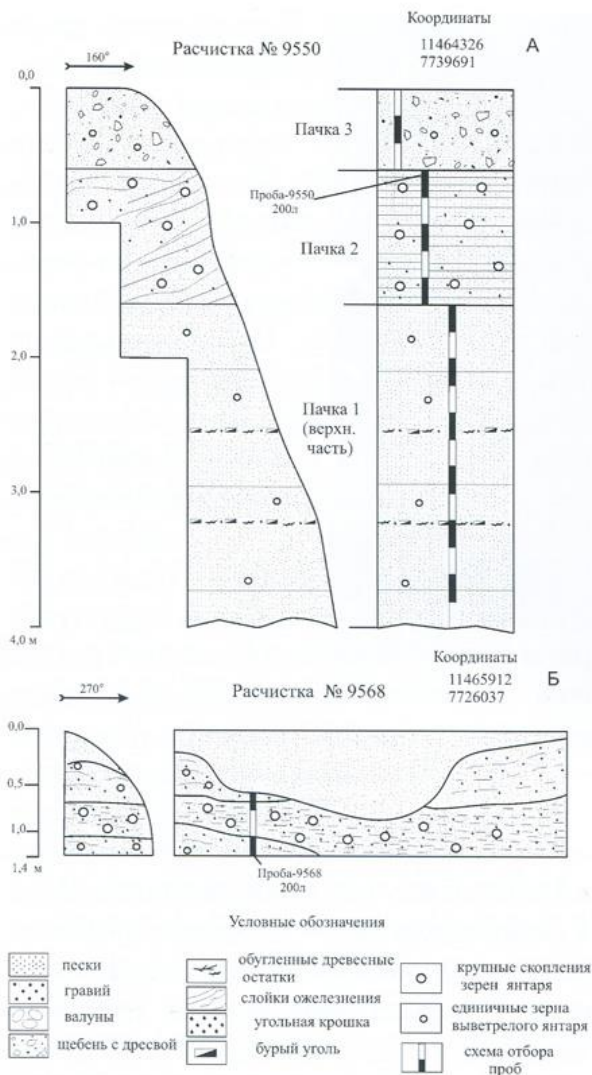 Координаты
Расчистка № 9550
11464326
7739691
А
160°
0,0
Пачка 3
Проба-9550
200л
1,0
Пачка 2
2,0
Пачка 1
(верхн.
часть)
3,0
4,0 м
Координаты
11465912
7726037
Б
270°
Расчистка № 9568
0,0
0,5
1,0
1,4 м
Проба-9568
200л
Условные обозначения
пески
гравий
валуны
щебень с дресвой
обугленные древесные
остатки
слойки ожелезнения
угольная крошка
бурый уголь
крупные скопления
зерен янтаря
единичные зерна
выветрелого янтаря
схема отбора
проб